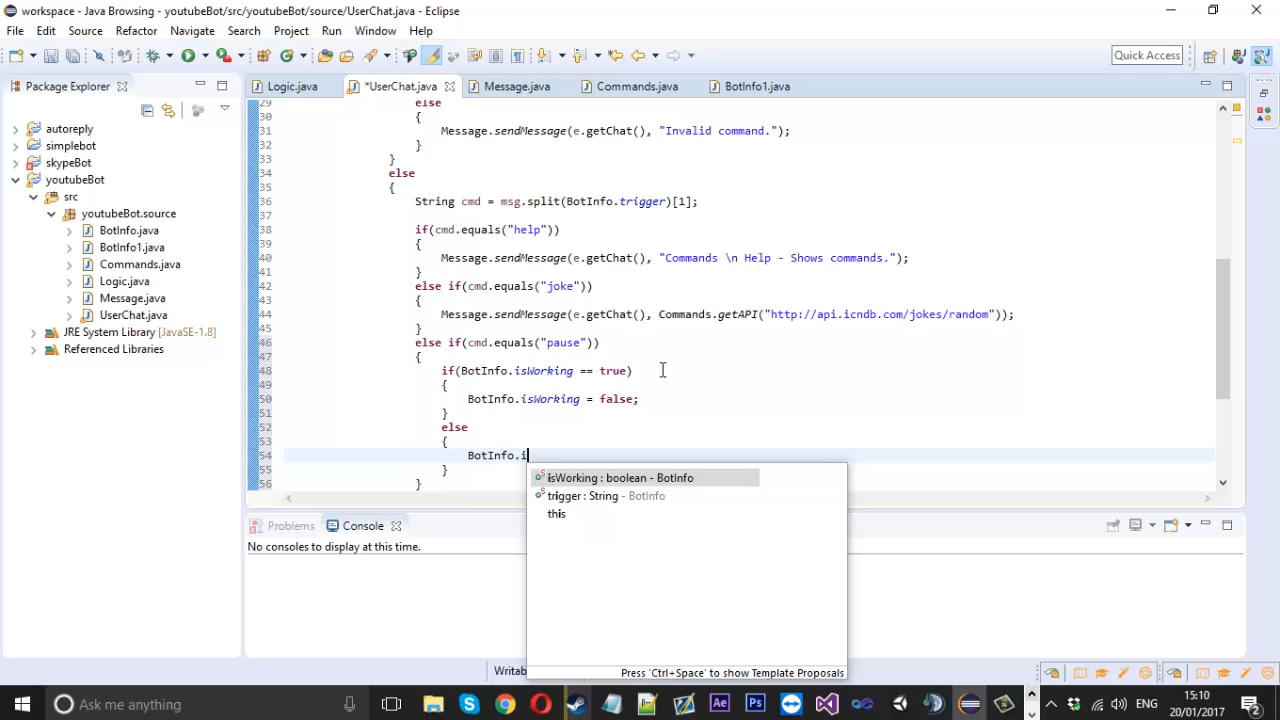 workspace - Java Browsing - youtubeBot/src/youtubeBot/source/UserChat.java - Eclipse
File Edit Source Refactor Navigate Search Project Run Window Help
Quick Access
Package Explorer
Logic.java *UserChat.java Message.java Commands.java BotInfo1.java
autoreply
simplebot
skypeBot
youtubeBot
src
youtubeBot.source
BotInfo.java
BotInfo1.java
Commands.java
Logic.java
Message.java
UserChat.java
JRE System Library [JavaSE-1.8]
Referenced Libraries
29 else
30 {
31 Message.sendMessage(e.getChat(), "Invalid command.");
32 }
33 }
34 else
35 {
36 String cmd = msg.split(BotInfo.trigger)[1];
37
38 if(cmd.equals("help"))
39 {
40 Message.sendMessage(e.getChat(), "Commands \n Help - Shows commands.");
41 }
42 else if(cmd.equals("joke"))
43 {
44 Message.sendMessage(e.getChat(), Commands.getAPI("http://api.icndb.com/jokes/random"));
45 }
46 else if(cmd.equals("pause"))
47 {
48 if(BotInfo.isWorking == true)
49 {
50 BotInfo.isWorking = false;
51 }
52 else
53 {
54 BotInfo.i
55 }
56 }
isWorking : boolean - BotInfo
trigger : String - BotInfo
this
Press 'Ctrl+Space' to show Template Proposals
Problems Console
No consoles to display at this time.
Writab
Ask me anything
ENG
15:10
20/01/2017